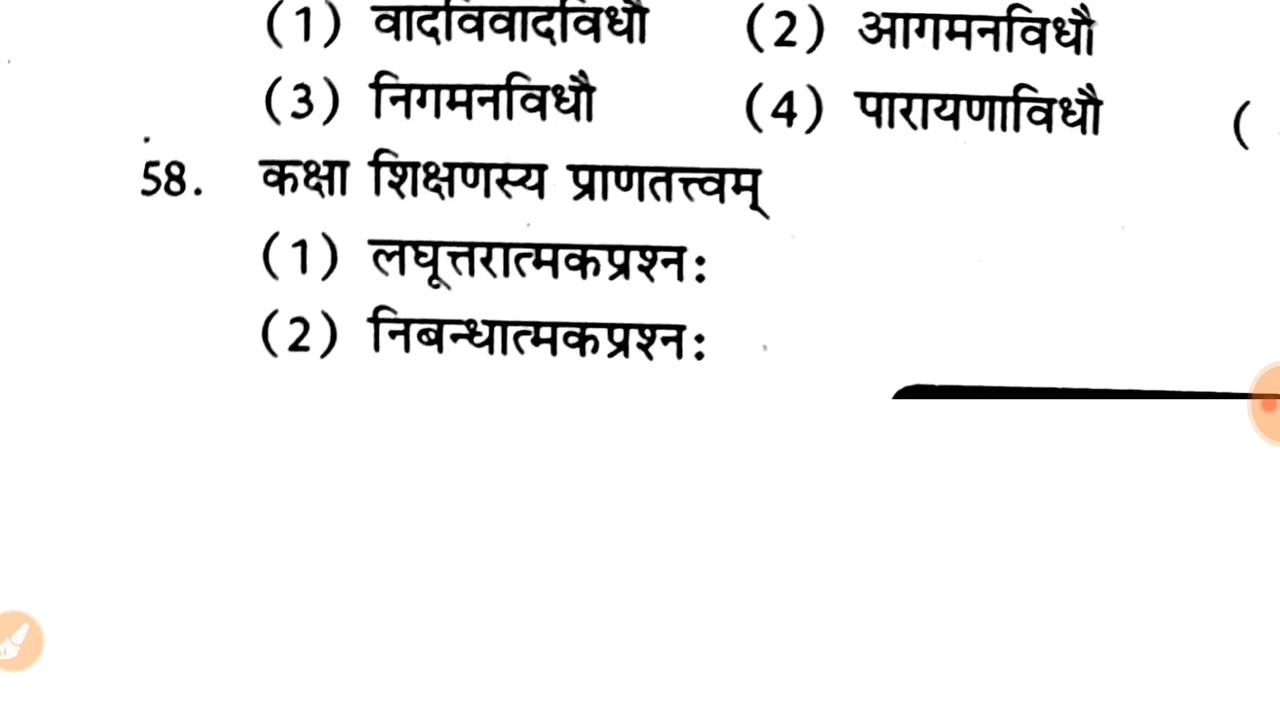 (1) वादविवादविधौ (2) आगमनविधौ
(3) निगमनविधौ (4) पारायणाविधौ (
58. कक्षा शिक्षणस्य प्राणतत्त्वम्
(1) लघूत्तरात्मकप्रश्नः
(2) निबन्धात्मकप्रश्नः